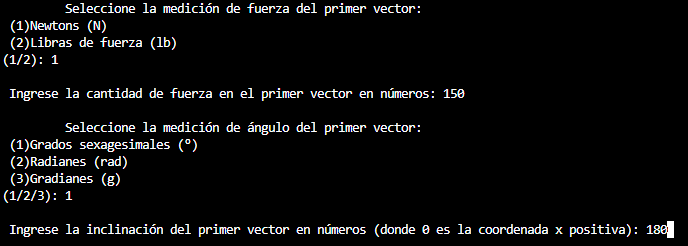 Seleccione la medición de fuerza del primer vector:
(1)Newtons (N)
(2)Libras de fuerza (lb)
(1/2): 1
Ingrese la cantidad de fuerza en el primer vector en números: 150
Seleccione la medición de ángulo del primer vector:
(1)Grados sexagesimales (º)
(2)Radianes (rad)
(3)Gradianes (g)
(1/2/3): 1
Ingrese la inclinación del primer vector en números (donde 0 es la coordenada x positiva): 180